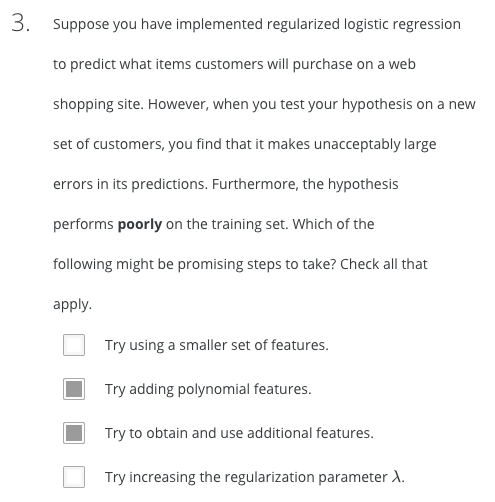 3. Suppose you have implemented regularized logistic regression
to predict what items customers will purchase on a web
shopping site. However, when you test your hypothesis on a new
set of customers, you find that it makes unacceptably large
errors in its predictions. Furthermore, the hypothesis
performs poorly on the training set. Which of the
following might be promising steps to take? Check all that
apply.
Try using a smaller set of features.
Try adding polynomial features.
Try to obtain and use additional features.
Try increasing the regularization parameter λ.